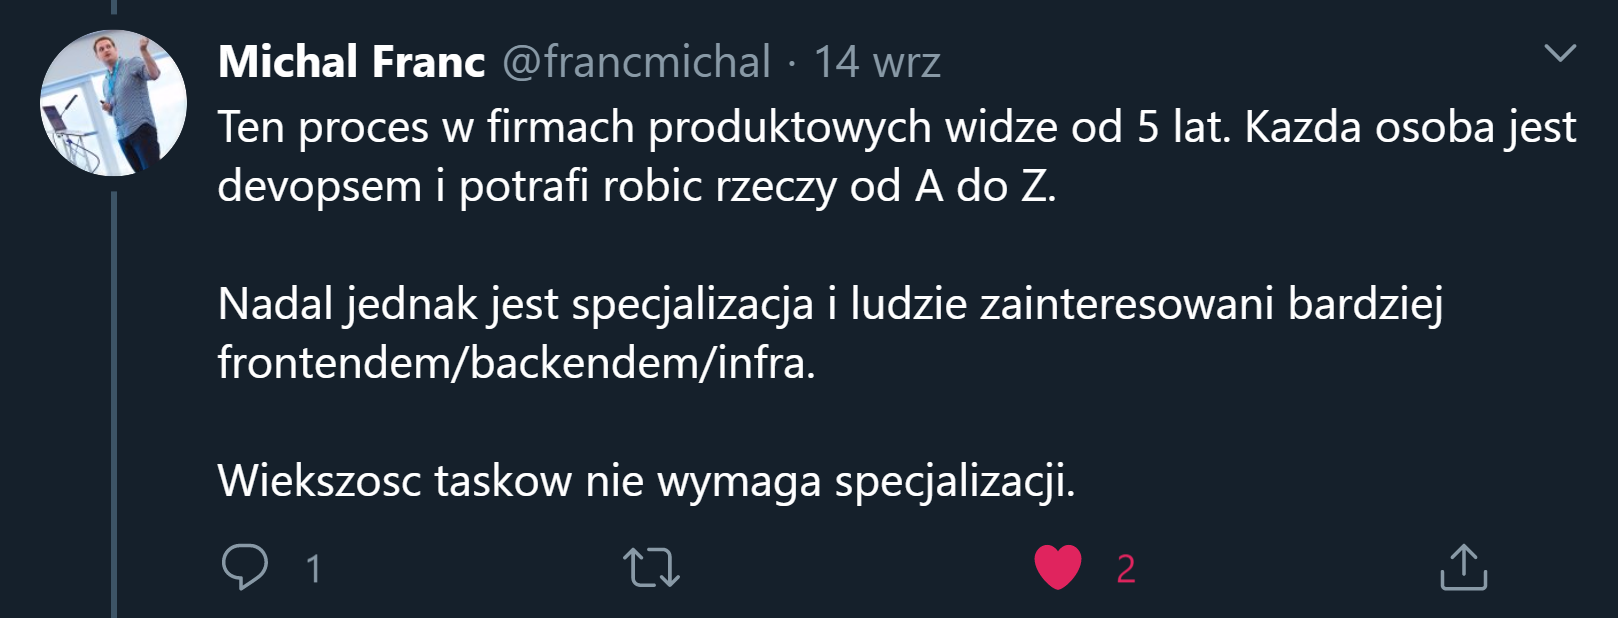 Michal Franc @francmichal · 14 wrz
Ten proces w firmach produktowych widze od 5 lat. Kazda osoba jest
devopsem i potrafi robic rzeczy od A do Z.
Nadal jednak jest specjalizacja i ludzie zainteresowani bardziej
frontendem/backendem/infra.
Wiekszosc taskow nie wymaga specjalizacji.
1 2